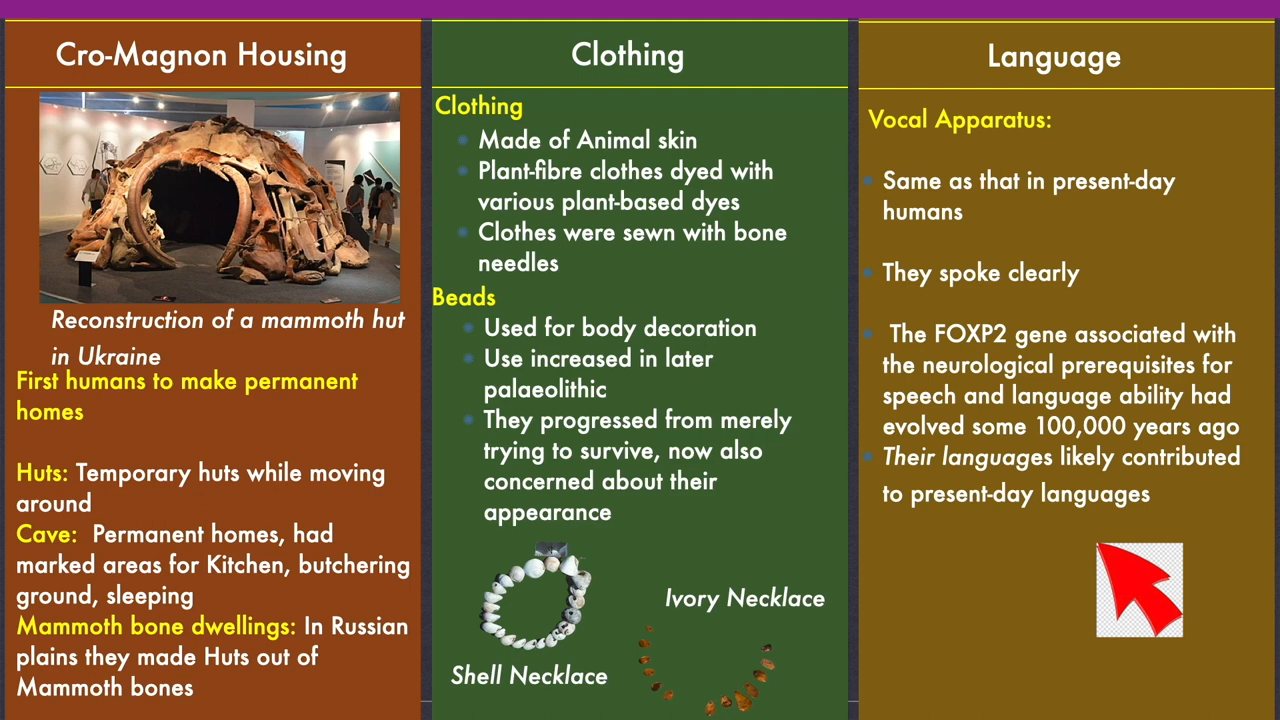 Cro-Magnon Housing
Reconstruction of a mammoth hut
in Ukraine
First humans to make permanent
homes
Huts: Temporary huts while moving
around
Cave: Permanent homes, had
marked areas for Kitchen, butchering
ground, sleeping
Mammoth bone dwellings: In Russian
plains they made Huts out of
Mammoth bones
Clothing
Clothing
Made of Animal skin
Plant-fibre clothes dyed with
various plant-based dyes
Clothes were sewn with bone
needles
Beads
Used for body decoration
Use increased in later
palaeolithic
They progressed from merely
trying to survive, now also
concerned about their
appearance
Ivory Necklace
Shell Necklace
Language
Vocal Apparatus:
Same as that in present-day
humans
They spoke clearly
The FOXP2 gene associated with
the neurological prerequisites for
speech and language ability had
evolved some 100,000 years ago
Their languages likely contributed
to present-day languages